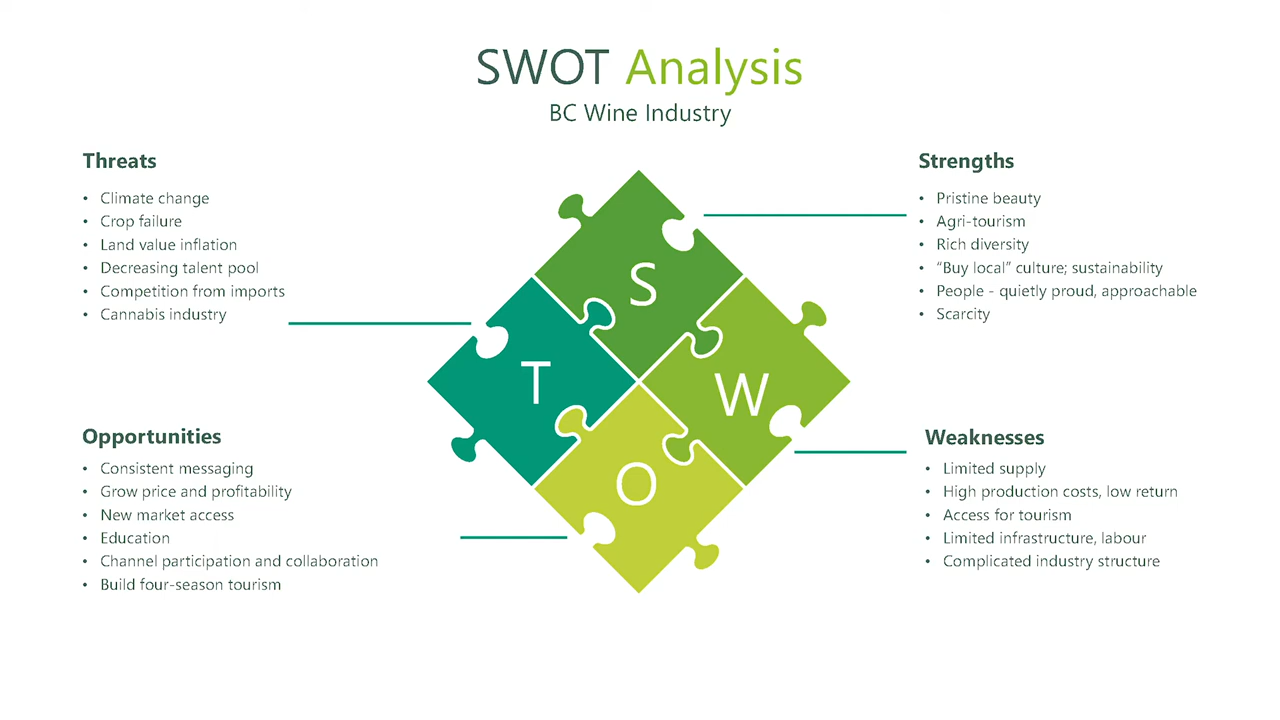 SWOT Analysis
BC Wine Industry
Threats
• Climate change
• Crop failure
• Land value inflation
• Decreasing talent pool
• Competition from imports
• Cannabis industry
Strengths
• Pristine beauty
• Agri-tourism
• Rich diversity
• “Buy local” culture; sustainability
• People - quietly proud, approachable
• Scarcity
S
T
W
O
Opportunities
• Consistent messaging
• Grow price and profitability
• New market access
• Education
• Channel participation and collaboration
• Build four-season tourism
Weaknesses
• Limited supply
• High production costs, low return
• Access for tourism
• Limited infrastructure, labour
• Complicated industry structure